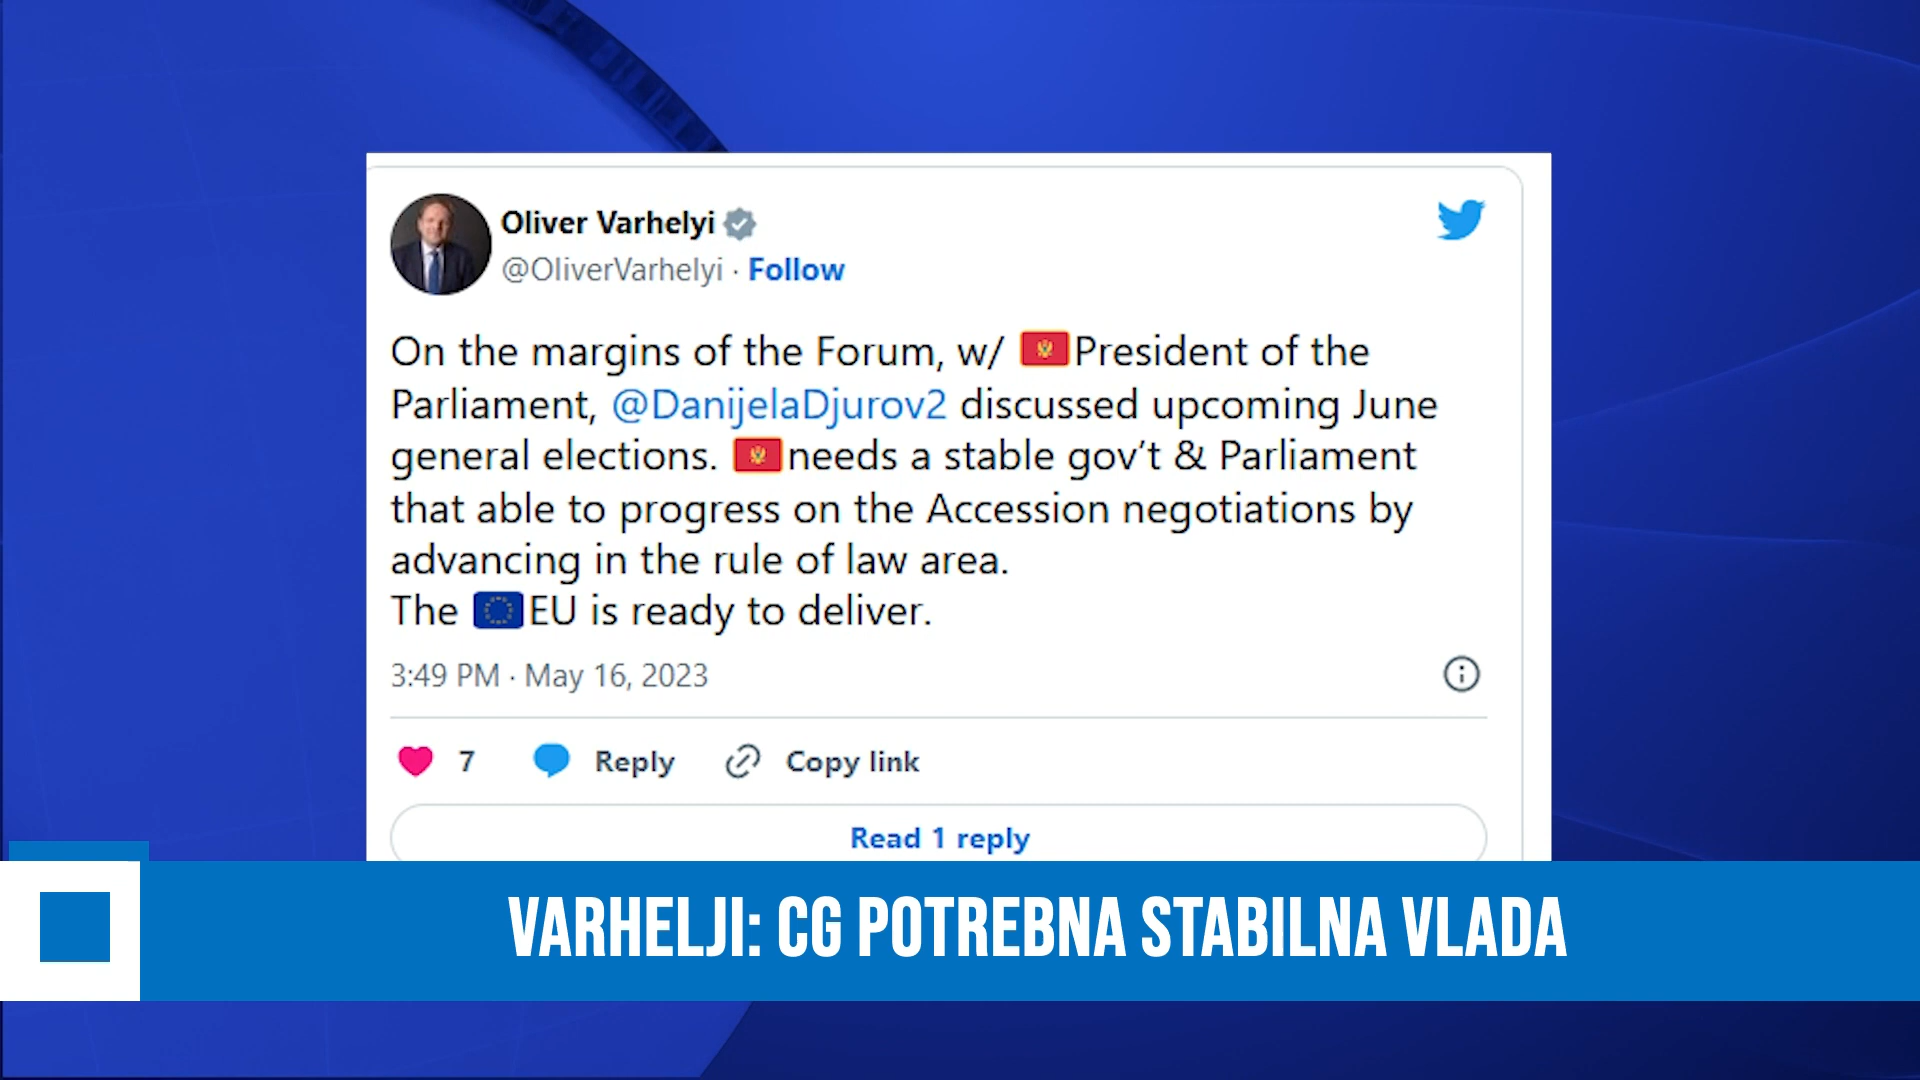 Oliver Varhelyi
@OliverVarhelyi · Follow
On the margins of the Forum, w/ 🇲🇪President of the
Parliament, @DanijelaDjurov2 discussed upcoming June
general elections. 🇲🇪needs a stable gov’t & Parliament
that able to progress on the Accession negotiations by
advancing in the rule of law area.
The 🇪🇺EU is ready to deliver.
3:49 PM · May 16, 2023
7 Reply Copy link
Read 1 reply
VARHELJI: CG POTREBNA STABILNA VLADA